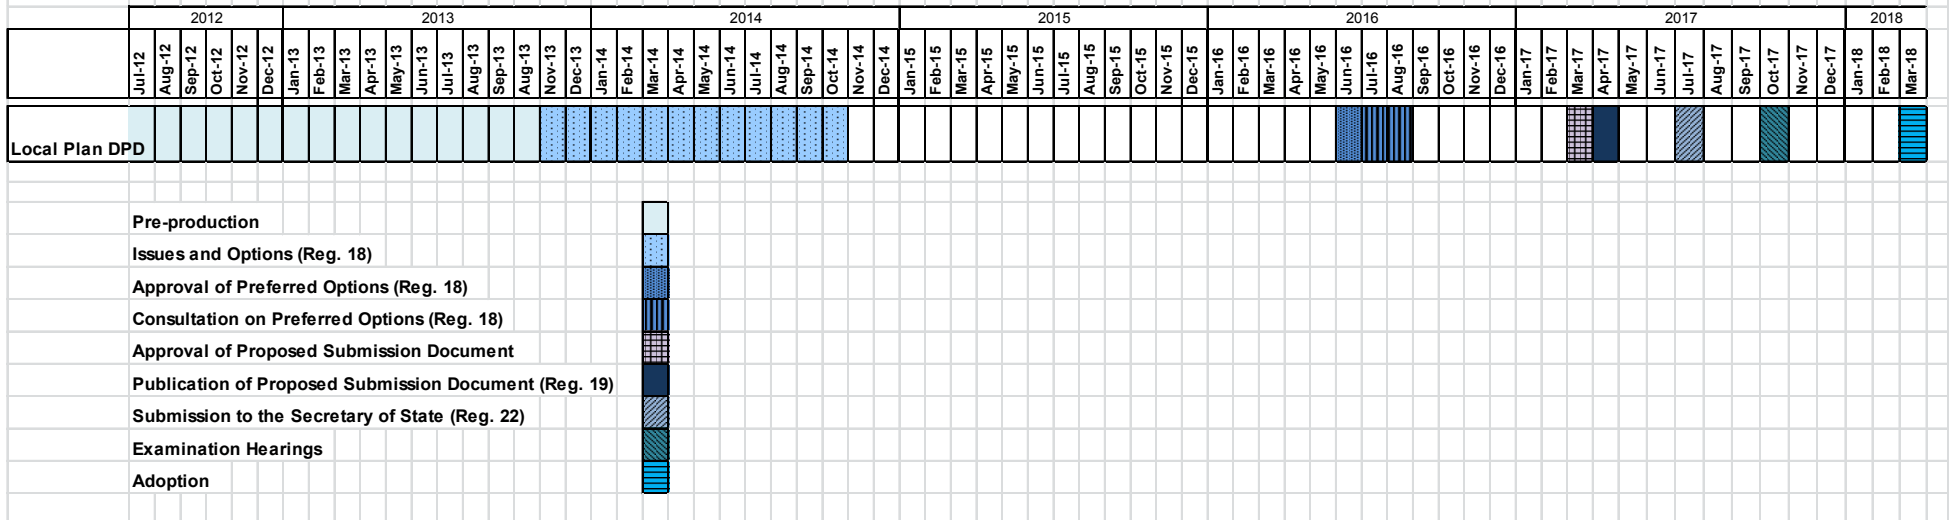 2012 2013 2014 2015 2016 2017 2018
Jul-12 Aug-12 Sep-12 Oct-12 Nov-12 Dec-12 Jan-13 Feb-13 Mar-13 Apr-13 May-13 Jun-13 Jul-13 Aug-13 Sep-13 Aug-13 Nov-13 Dec-13 Jan-14 Feb-14 Mar-14 Apr-14 May-14 Jun-14 Jul-14 Aug-14 Sep-14 Oct-14 Nov-14 Dec-14 Jan-15 Feb-15 Mar-15 Apr-15 May-15 Jun-15 Jul-15 Aug-15 Sep-15 Oct-15 Nov-15 Dec-15 Jan-16 Feb-16 Mar-16 Apr-16 May-16 Jun-16 Jul-16 Aug-16 Sep-16 Oct-16 Nov-16 Dec-16 Jan-17 Feb-17 Mar-17 Apr-17 May-17 Jun-17 Jul-17 Aug-17 Sep-17 Oct-17 Nov-17 Dec-17 Jan-18 Feb-18 Mar-18
Local Plan DPD
Pre-production
Issues and Options (Reg. 18)
Approval of Preferred Options (Reg. 18)
Consultation on Preferred Options (Reg. 18)
Approval of Proposed Submission Document
Publication of Proposed Submission Document (Reg. 19)
Submission to the Secretary of State (Reg. 22)
Examination Hearings
Adoption